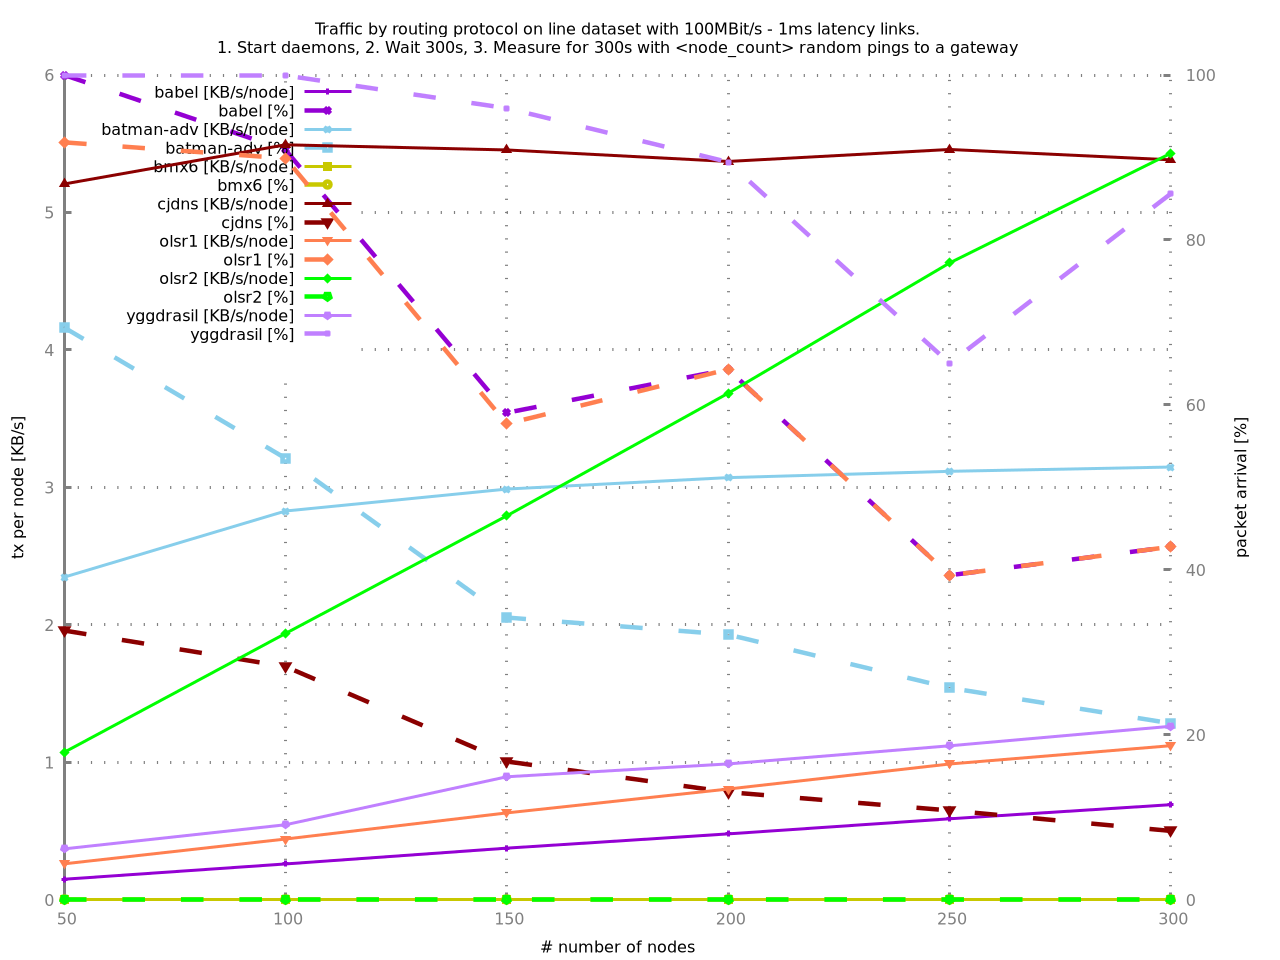 Traffic by routing protocol on line dataset with 100MBit/s - 1ms latency links.
1. Start daemons, 2. Wait 300s, 3. Measure for 300s with <node_count> random pings to a gateway
babel [KB/s/node]
babel [%]
batman-adv [KB/s/node]
batman-adv [%]
bmx6 [KB/s/node]
bmx6 [%]
cjdns [KB/s/node]
cjdns [%]
olsr1 [KB/s/node]
olsr1 [%]
olsr2 [KB/s/node]
olsr2 [%]
yggdrasil [KB/s/node]
yggdrasil [%]
tx per node [KB/s]
6
5
4
3
2
1
0
packet arrival [%]
100
80
60
40
20
0
50 100 150 200 250 300
# number of nodes